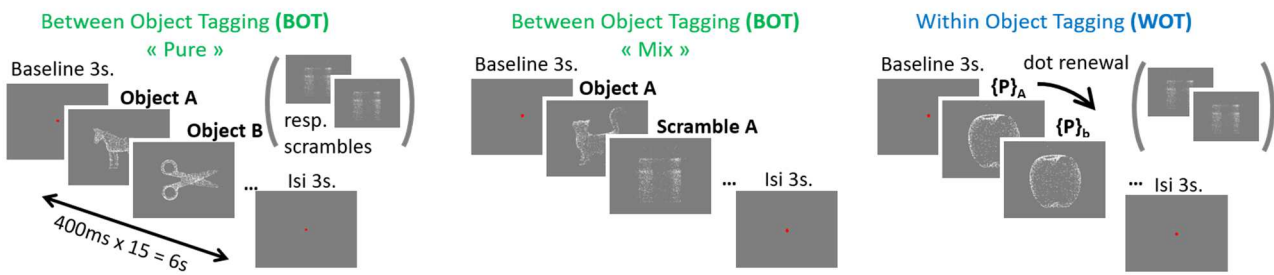 Between Object Tagging (BOT)
« Pure »
Baseline 3s.
Object A
Object B
resp.
scrambles
...
Isi 3s.
400ms x 15 = 6s
Between Object Tagging (BOT)
« Mix »
Baseline 3s.
Object A
Scramble A
...
Isi 3s.
Within Object Tagging (WOT)
Baseline 3s.
dot renewal
{P}A
{P}b
...
Isi 3s.